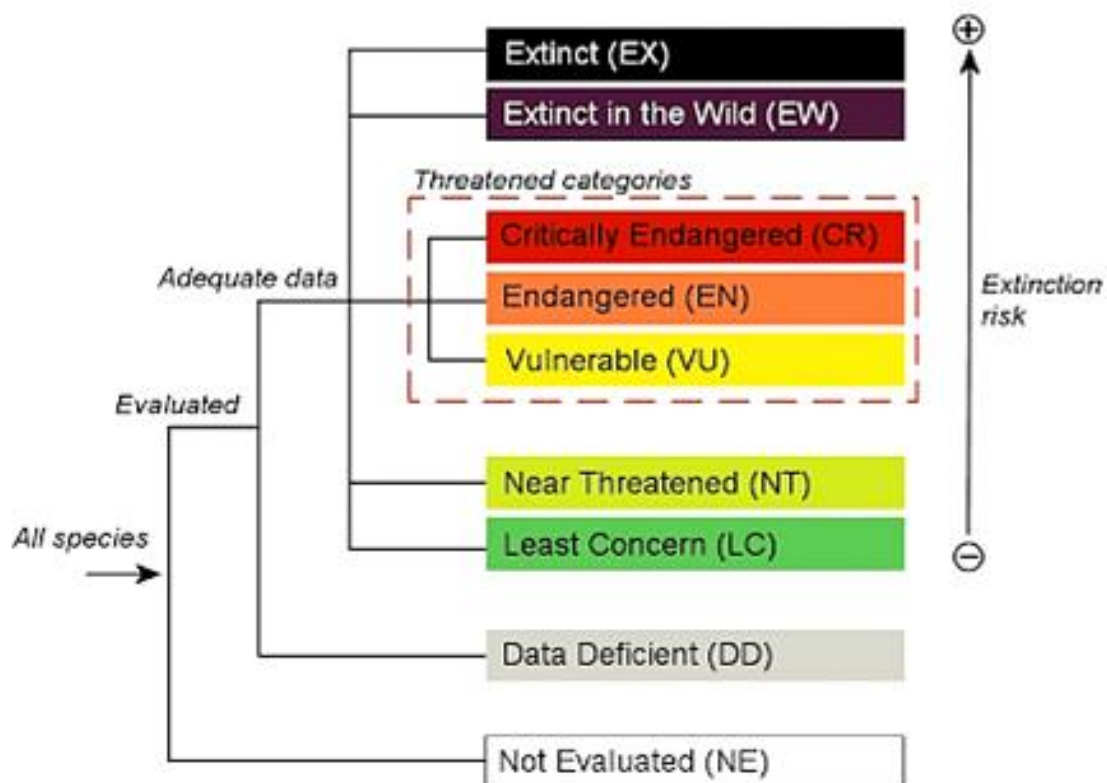 Extinct (EX)
Extinct in the Wild (EW)
Threatened categories
Critically Endangered (CR)
Adequate data
Endangered (EN)
Extinction
risk
Vulnerable (VU)
Evaluated
Near Threatened (NT)
All species
Least Concern (LC)
Data Deficient (DD)
Not Evaluated (NE)